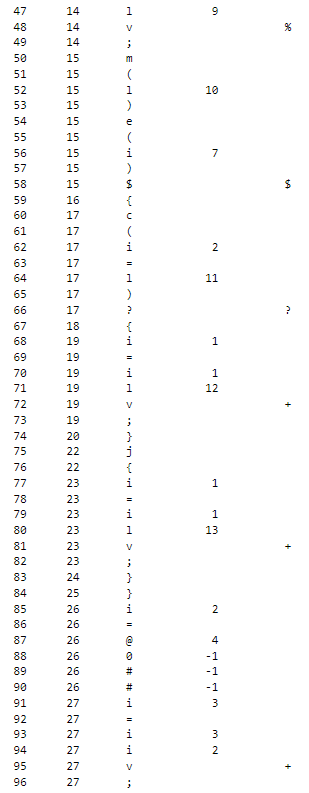 47 14 l 9
48 14 v %
49 14 ;
50 15 m
51 15 (
52 15 l 10
53 15 )
54 15 e
55 15 (
56 15 i 7
57 15 )
58 15 $ $
59 16 {
60 17 c
61 17 (
62 17 i 2
63 17 =
64 17 l 11
65 17 )
66 17 ? ?
67 18 {
68 19 i 1
69 19 =
70 19 i 1
71 19 l 12
72 19 v +
73 19 ;
74 20 }
75 22 j
76 22 {
77 23 i 1
78 23 =
79 23 i 1
80 23 l 13
81 23 v +
82 23 ;
83 24 }
84 25 }
85 26 i 2
86 26 =
87 26 @ 4
88 26 0 -1
89 26 # -1
90 26 # -1
91 27 i 3
92 27 =
93 27 i 3
94 27 i 2
95 27 v +
96 27 ;